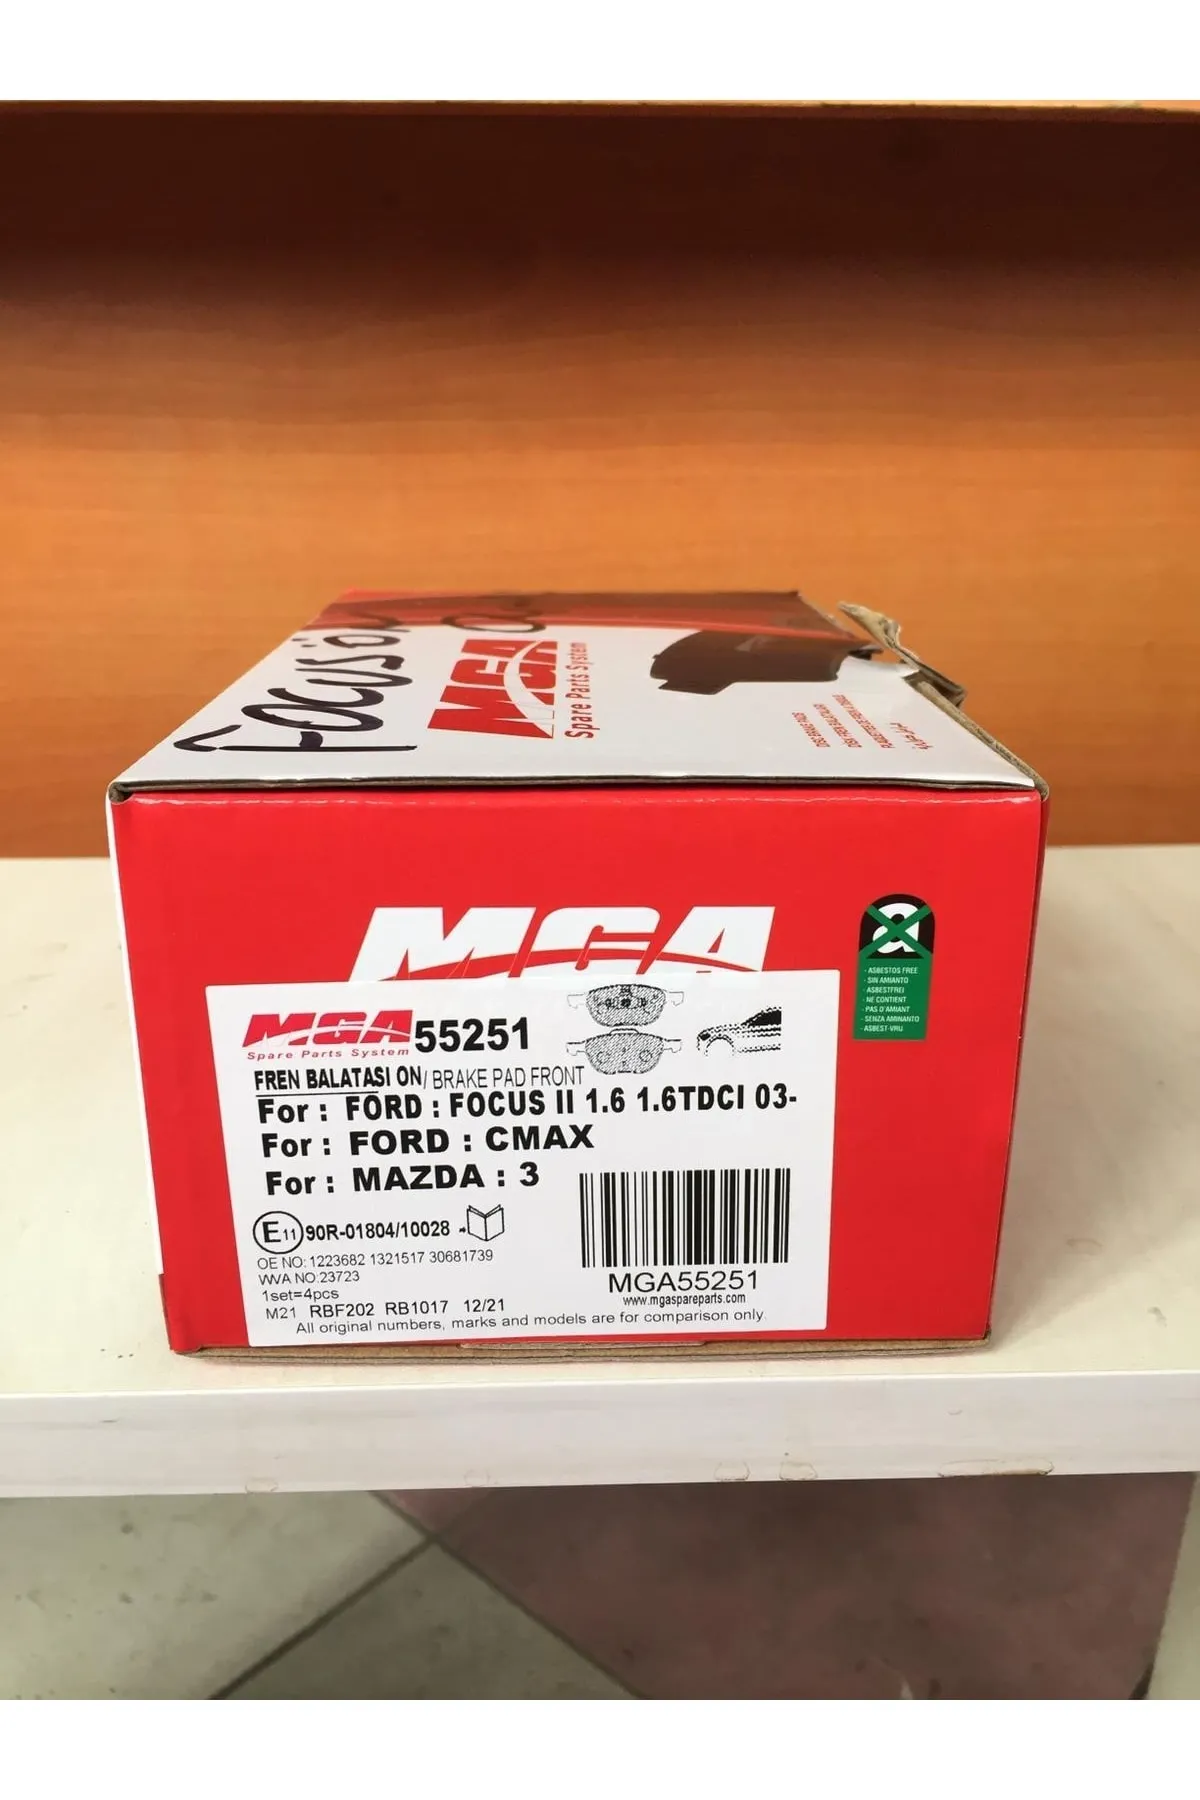 Focus ön
MGA
Spare Parts System
DISC BRAKE PADS
MGA
a
- ASBESTOS FREE
- SIN AMIANTO
- ASBESTFREI
- NE CONTIENT
- PAS D'AMIANT
- SENZA AMINANTO
- ASBEST-VRIJ
MGA 55251
Spare Parts System
FREN BALATASI ON/ BRAKE PAD FRONT
For : FORD : FOCUS II 1.6 1.6TDCI 03-
For : FORD : CMAX
For : MAZDA : 3
E11 90R-01804/10028
OE NO: 1223682 1321517 30681739
WVA NO.23723
1set=4pcs
M21 RBF202 RB1017 12/21
MGA55251
www.mgaspareparts.com
All original numbers, marks and models are for comparison only.